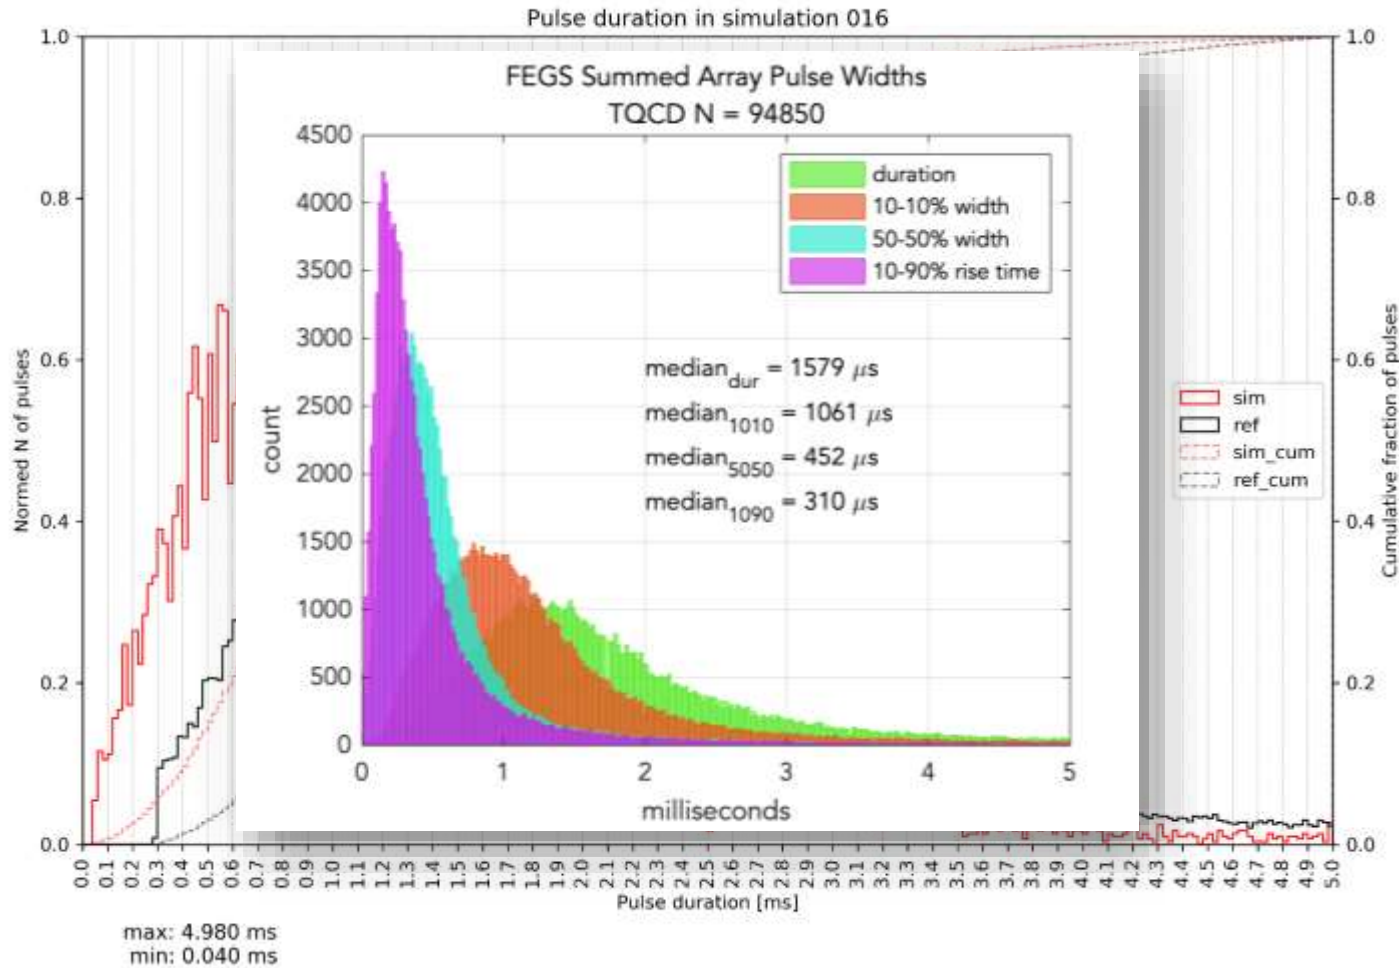 Pulse duration in simulation 016
1.0
0.8
0.6
0.4
0.2
0.0
Normed N of pulses
FEGS Summed Array Pulse Widths
TQCD N = 94850
4500
4000
3500
3000
2500
2000
1500
1000
500
0
count
duration
10-10% width
50-50% width
10-90% rise time
median_dur = 1579 μs
median_1010 = 1061 μs
median_5050 = 452 μs
median_1090 = 310 μs
0 1 2 3 4 5
milliseconds
1.0
0.8
0.6
0.4
0.2
0.0
Cumulative fraction of pulses
sim
ref
sim_cum
ref_cum
0.0 0.1 0.2 0.3 0.4 0.5 0.6 0.7 0.8 0.9 1.0 1.1 1.2 1.3 1.4 1.5 1.6 1.7 1.8 1.9 2.0 2.1 2.2 2.3 2.4 2.5 2.6 2.7 2.8 2.9 3.0 3.1 3.2 3.3 3.4 3.5 3.6 3.7 3.8 3.9 4.0 4.1 4.2 4.3 4.4 4.5 4.6 4.7 4.8 4.9 5.0
Pulse duration [ms]
max: 4.980 ms
min: 0.040 ms